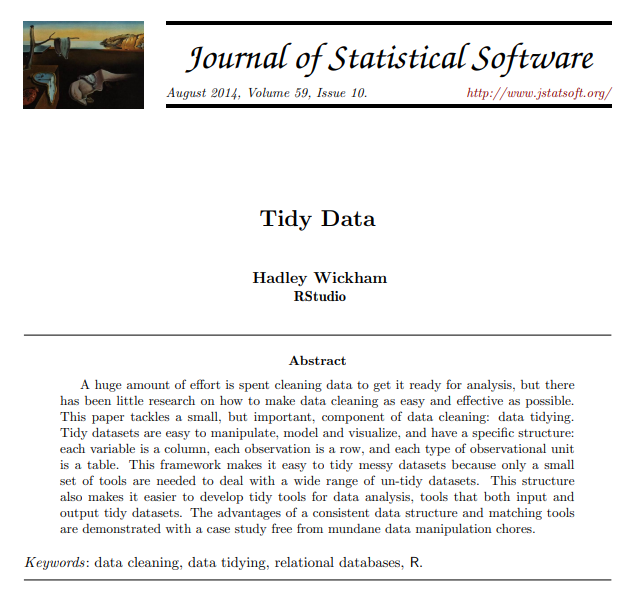 Journal of Statistical Software
August 2014, Volume 59, Issue 10.
http://www.jstatsoft.org/
Tidy Data
Hadley Wickham
RStudio
Abstract
A huge amount of effort is spent cleaning data to get it ready for analysis, but there
has been little research on how to make data cleaning as easy and effective as possible.
This paper tackles a small, but important, component of data cleaning: data tidying.
Tidy datasets are easy to manipulate, model and visualize, and have a specific structure:
each variable is a column, each observation is a row, and each type of observational unit
is a table. This framework makes it easy to tidy messy datasets because only a small
set of tools are needed to deal with a wide range of un-tidy datasets. This structure
also makes it easier to develop tidy tools for data analysis, tools that both input and
output tidy datasets. The advantages of a consistent data structure and matching tools
are demonstrated with a case study free from mundane data manipulation chores.
Keywords: data cleaning, data tidying, relational databases, R.